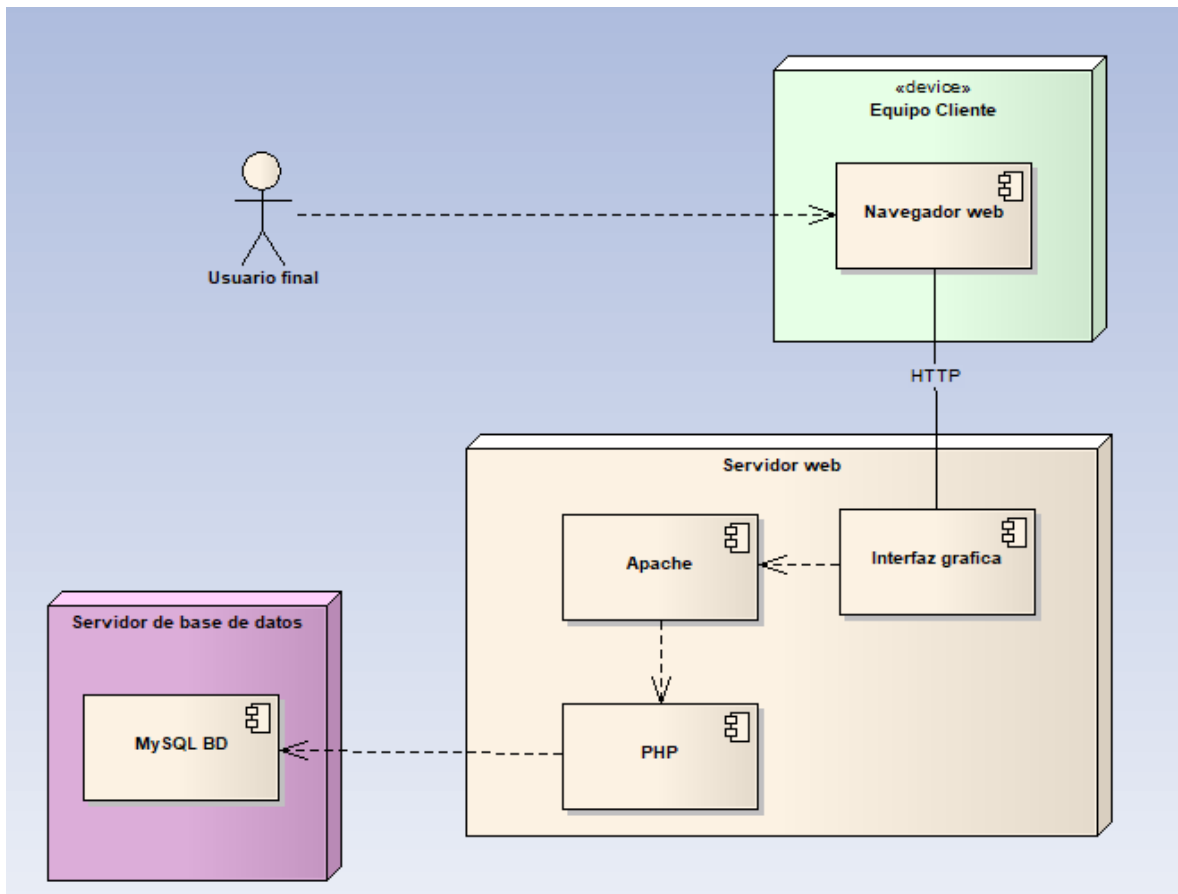 «device»
Equipo Cliente
Navegador web
Usuario final
HTTP
Servidor web
Apache
Interfaz grafica
Servidor de base de datos
MySQL BD
PHP